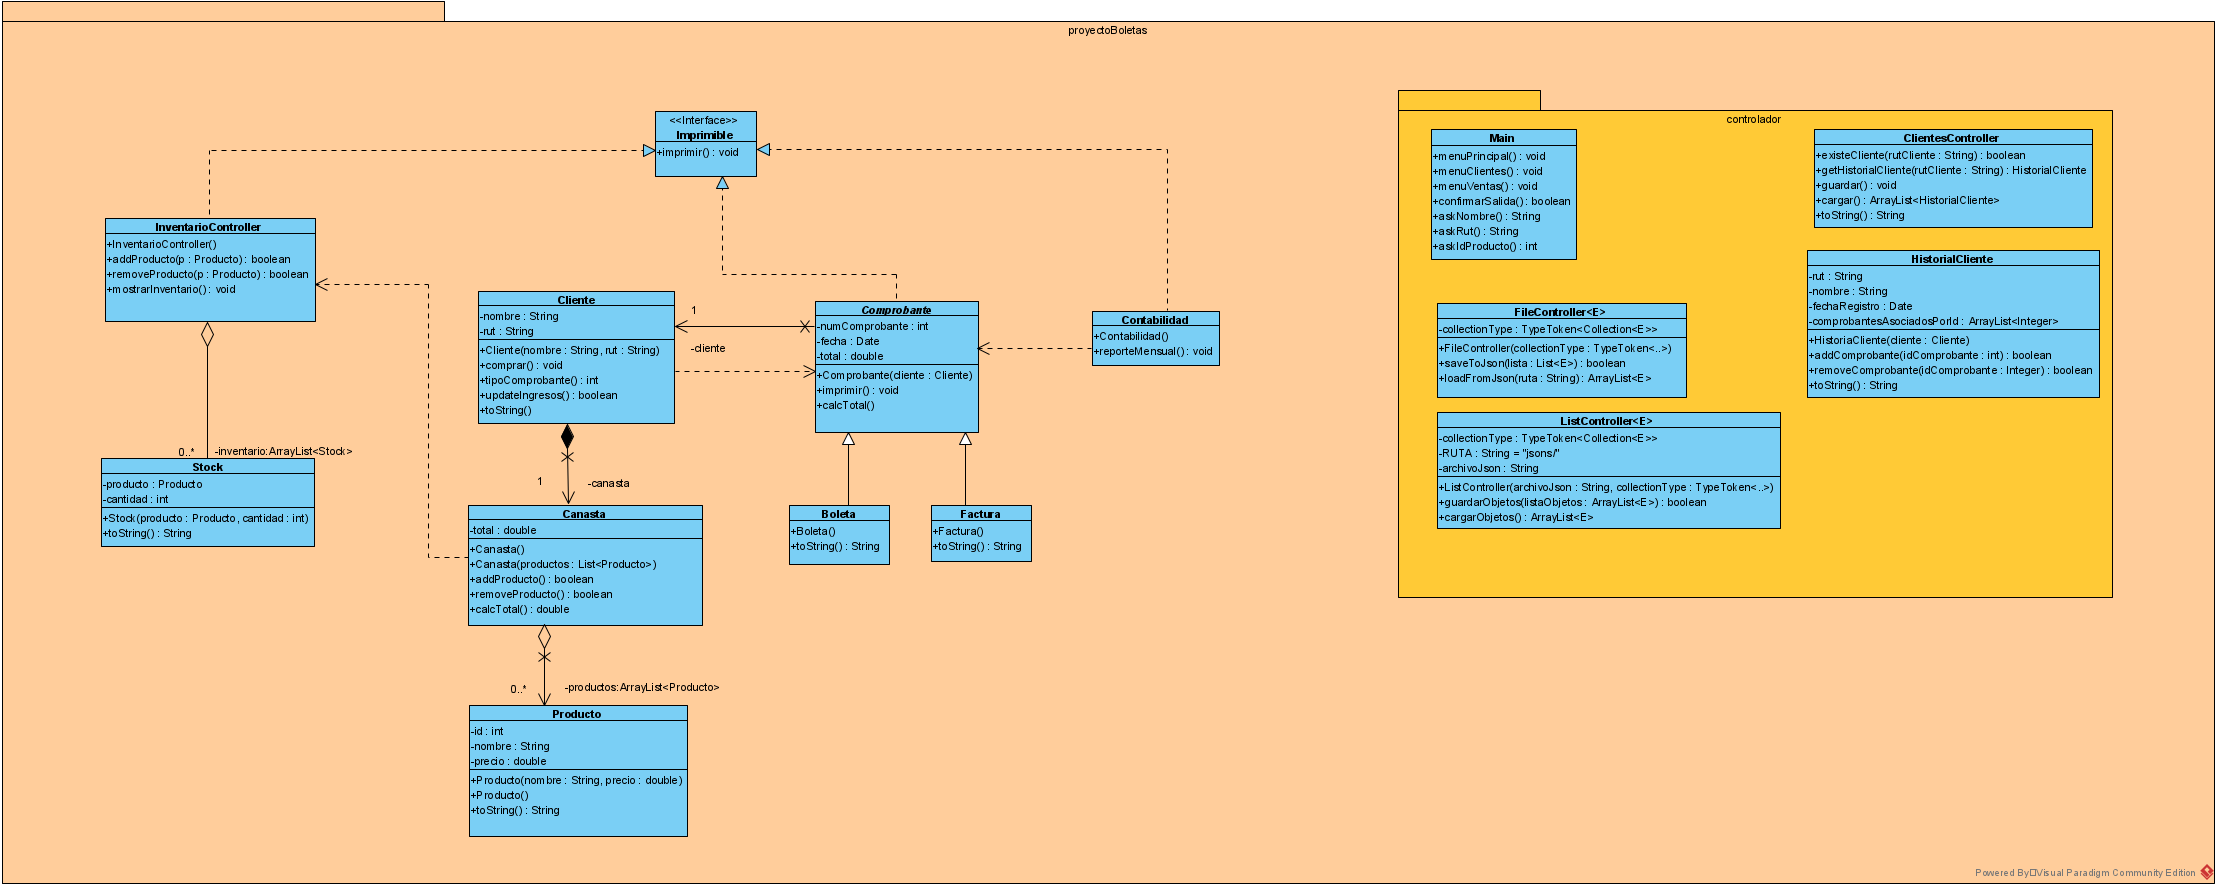 proyectoBoletas
<<Interface>>
Imprimible
+imprimir() : void
InventarioController
+InventarioController()
+addProducto(p : Producto) : boolean
+removeProducto(p : Producto) : boolean
+mostrarInventario() : void
0..*
-inventario:ArrayList<Stock>
Stock
-producto : Producto
-cantidad : int
+Stock(producto : Producto, cantidad : int)
+toString() : String
Cliente
-nombre : String
-rut : String
+Cliente(nombre : String, rut : String)
+comprar() : void
+tipoComprobante() : int
+updateIngresos() : boolean
+toString()
1
-cliente
Comprobante
-numComprobante : int
-fecha : Date
-total : double
+Comprobante(cliente : Cliente)
+imprimir() : void
+calcTotal()
Contabilidad
+Contabilidad()
+reporteMensual() : void
1
-canasta
Canasta
-total : double
+Canasta()
+Canasta(productos : List<Producto>)
+addProducto() : boolean
+removeProducto() : boolean
+calcTotal() : double
Boleta
+Boleta()
+toString() : String
Factura
+Factura()
+toString() : String
0..*
-productos:ArrayList<Producto>
Producto
-id : int
-nombre : String
-precio : double
+Producto(nombre : String, precio : double)
+Producto()
+toString() : String
controlador
Main
+menuPrincipal() : void
+menuClientes() : void
+menuVentas() : void
+confirmarSalida() : boolean
+askNombre() : String
+askRut() : String
+askIdProducto() : int
ClientesController
+existeCliente(rutCliente : String) : boolean
+getHistorialCliente(rutCliente : String) : HistorialCliente
+guardar() : void
+cargar() : ArrayList<HistorialCliente>
+toString() : String
HistorialCliente
-rut : String
-nombre : String
-fechaRegistro : Date
-comprobantesAsociadosPorId : ArrayList<Integer>
+HistoriaCliente(cliente : Cliente)
+addComprobante(idComprobante : int) : boolean
+removeComprobante(idComprobante : Integer) : boolean
+toString() : String
FileController<E>
-collectionType : TypeToken<Collection<E>>
+FileController(collectionType : TypeToken<..>)
+saveToJson(lista : List<E>) : boolean
+loadFromJson(ruta : String) : ArrayList<E>
ListController<E>
-collectionType : TypeToken<Collection<E>>
-RUTA : String = "jsons/"
-archivoJson : String
+ListController(archivoJson : String, collectionType : TypeToken<..>)
+guardarObjetos(listaObjetos : ArrayList<E>) : boolean
+cargarObjetos() : ArrayList<E>
Powered By Visual Paradigm Community Edition